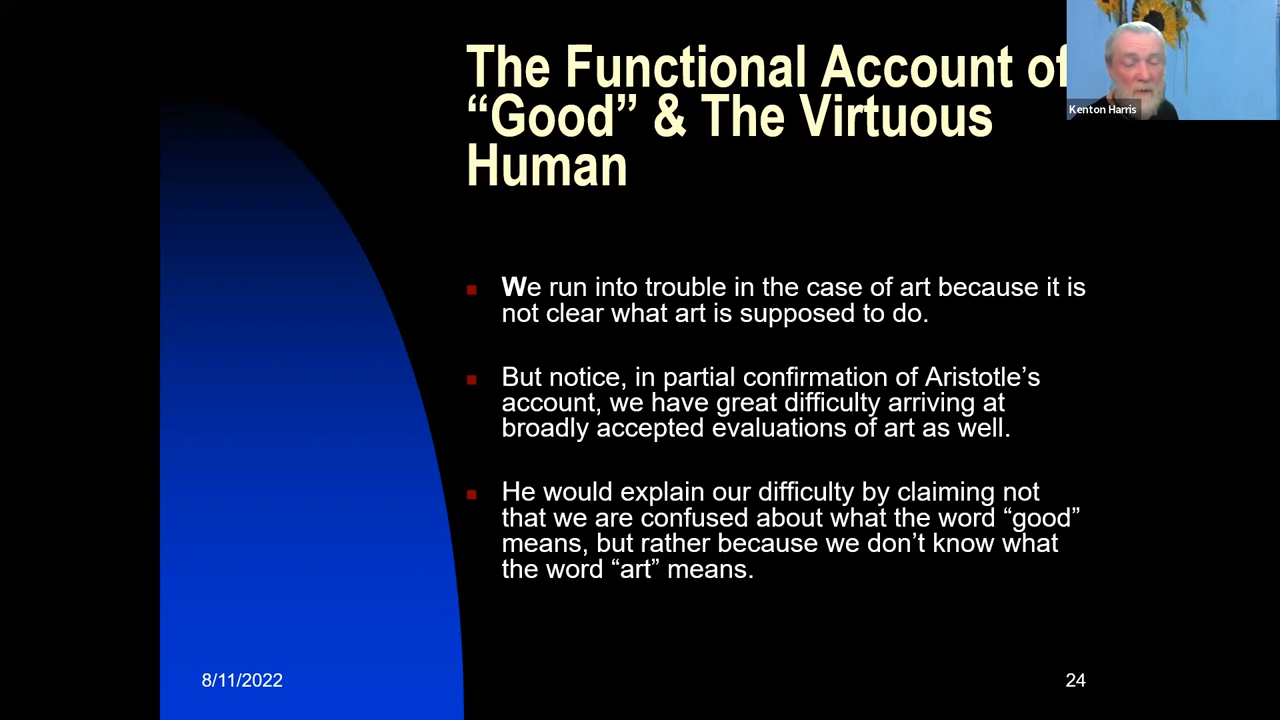 The Functional Account of
“Good” & The Virtuous
Human
Kenton Harris
We run into trouble in the case of art because it is
not clear what art is supposed to do.
But notice, in partial confirmation of Aristotle’s
account, we have great difficulty arriving at
broadly accepted evaluations of art as well.
He would explain our difficulty by claiming not
that we are confused about what the word “good”
means, but rather because we don’t know what
the word “art” means.
8/11/2022
24